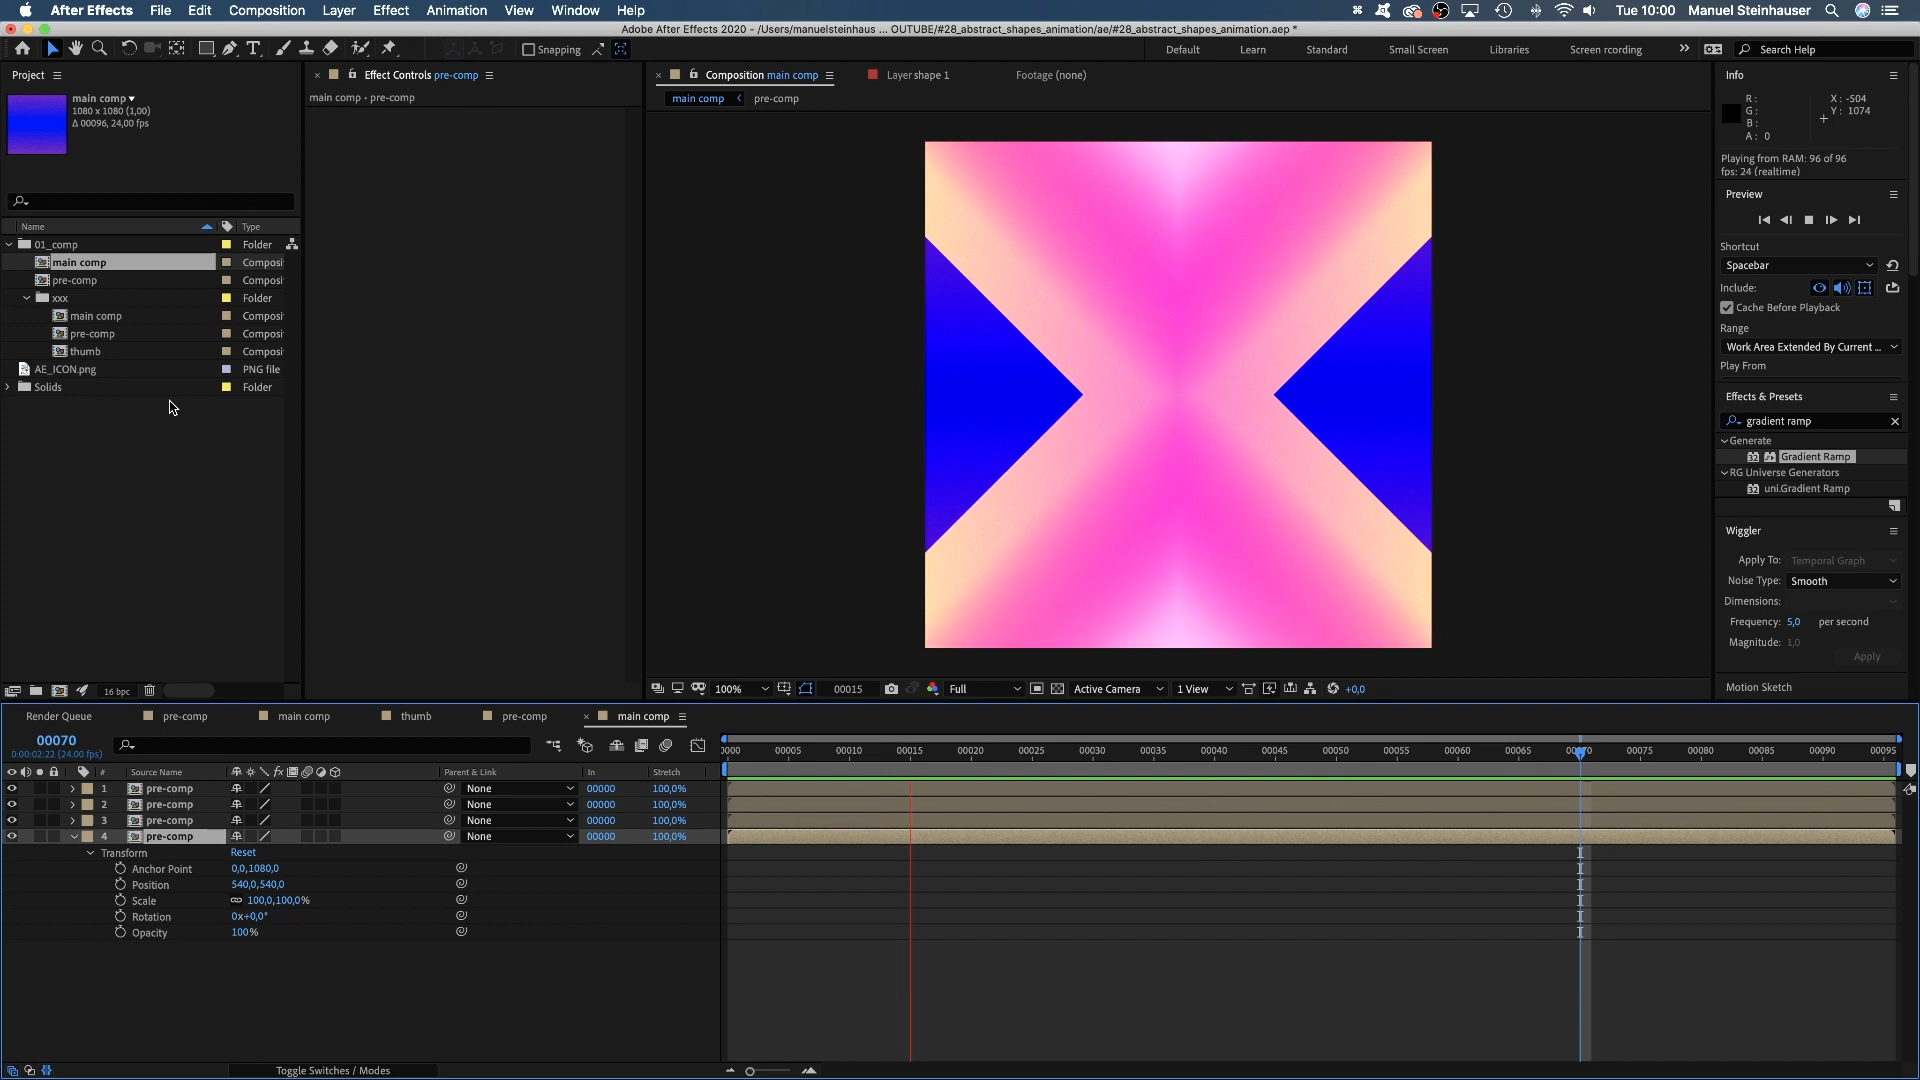 After Effects File Edit Composition Layer Effect Animation View Window Help
Tue 10:00 Manuel Steinhauser
Adobe After Effects 2020 - /Users/manuelsteinhaus ... OUTUBE/#28_abstract_shapes_animation/ae/#28_abstract_shapes_animation.aep *
Snapping
Default Learn Standard Small Screen Libraries Screen rcording
Search Help
Project
main comp
1080 x 1080 (1,00)
Δ 00096, 24,00 fps
Name Type
01_comp Folder
main comp Composi
pre-comp Composi
xxx Folder
main comp Composi
pre-comp Composi
thumb Composi
AE_ICON.png PNG file
Solids Folder
16 bpc
Effect Controls pre-comp
main comp • pre-comp
Composition main comp
Layer shape 1
Footage (none)
main comp pre-comp
100% 00015 Full Active Camera 1 View +0,0
Info
R: X: -504
G: Y: 1074
B:
A: 0
Playing from RAM: 96 of 96
fps: 24 (realtime)
Preview
Shortcut
Spacebar
Include:
Cache Before Playback
Range
Work Area Extended By Current ...
Play From
Effects & Presets
gradient ramp
Generate
32 Gradient Ramp
RG Universe Generators
32 uni.Gradient Ramp
Wiggler
Apply To: Temporal Graph
Noise Type: Smooth
Dimensions:
Frequency: 5,0 per second
Magnitude: 1,0
Apply
Motion Sketch
Render Queue pre-comp main comp thumb pre-comp main comp
00070
0:00:02:22 (24.00 fps)
0000 00005 00010 00015 00020 00025 00030 00035 00040 00045 00050 00055 00060 00065 00070 00075 00080 00085 00090 00095
# Source Name fx Parent & Link In Stretch
1 pre-comp None 00000 100,0%
2 pre-comp None 00000 100,0%
3 pre-comp None 00000 100,0%
4 pre-comp None 00000 100,0%
Transform Reset
Anchor Point 0,0,1080,0
Position 540,0,540,0
Scale 100,0,100,0%
Rotation 0x+0,0°
Opacity 100%
Toggle Switches / Modes